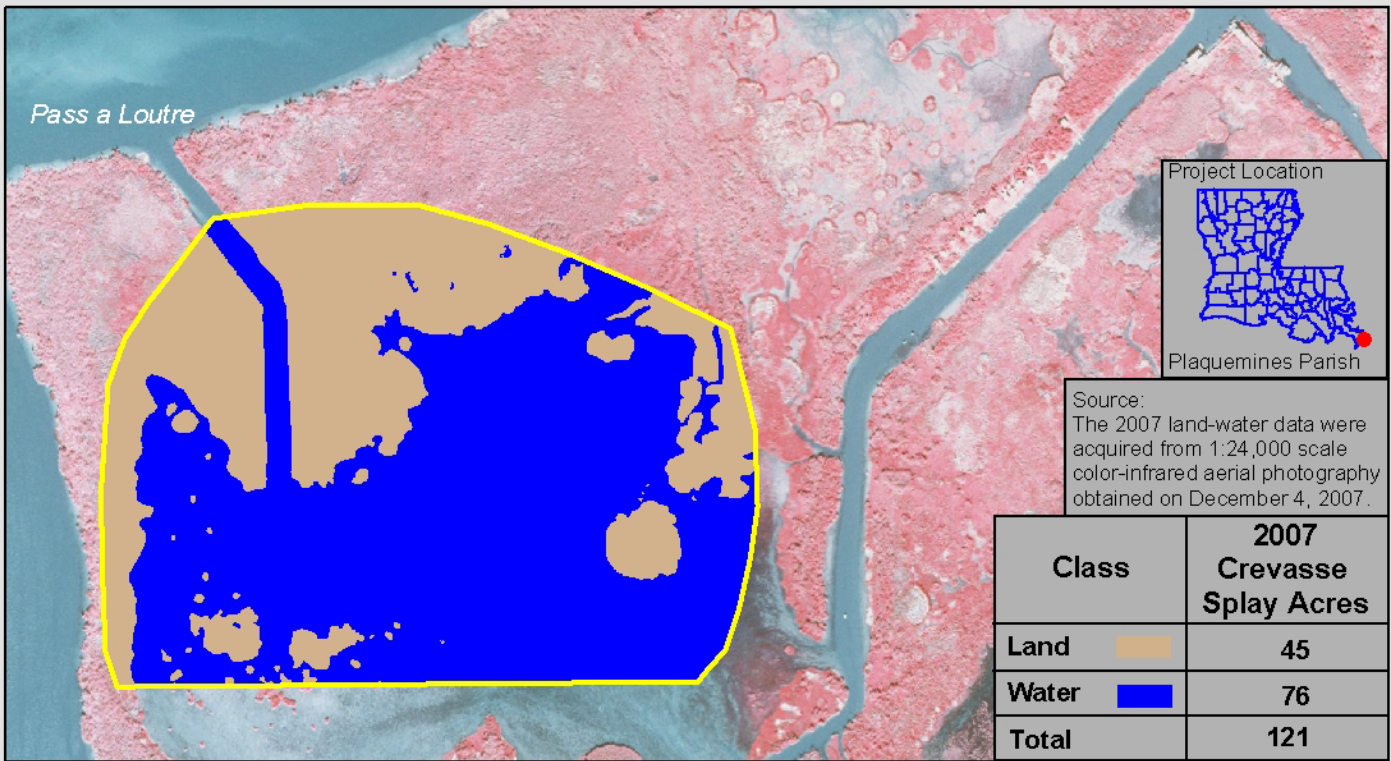 Pass a Loutre
Project Location
Plaquemines Parish
Source:
The 2007 land-water data were
acquired from 1:24,000 scale
color-infrared aerial photography
obtained on December 4, 2007.
Class
2007
Crevasse
Splay Acres
Land 45
Water 76
Total 121